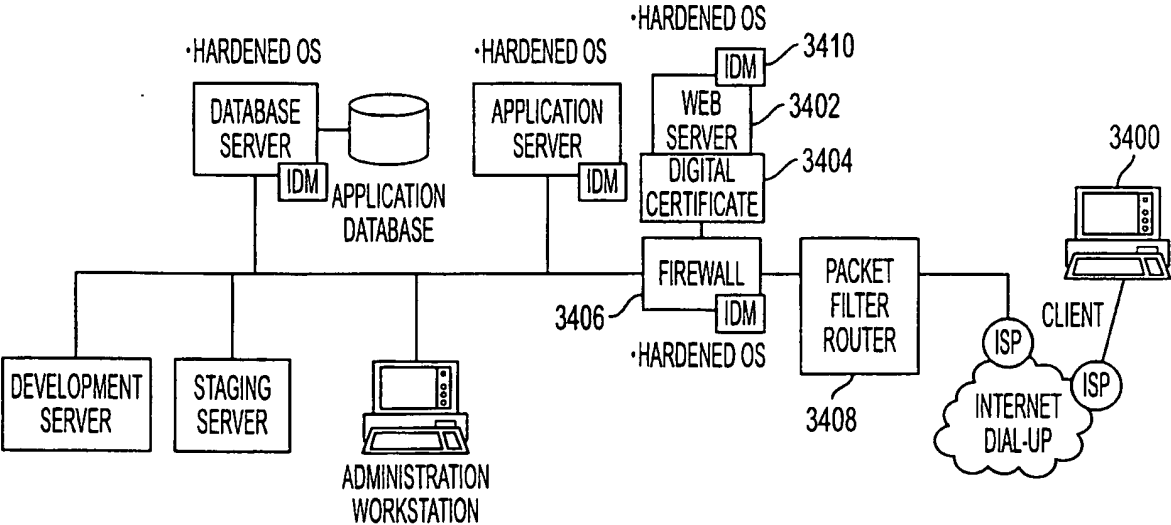 ·HARDENED OS
DATABASE
SERVER
IDM
APPLICATION
DATABASE
·HARDENED OS
APPLICATION
SERVER
IDM
·HARDENED OS
IDM
3410
WEB
SERVER
3402
DIGITAL
CERTIFICATE
3404
FIREWALL
3406
IDM
·HARDENED OS
PACKET
FILTER
ROUTER
3408
3400
CLIENT
ISP
ISP
INTERNET
DIAL-UP
DEVELOPMENT
SERVER
STAGING
SERVER
ADMINISTRATION
WORKSTATION